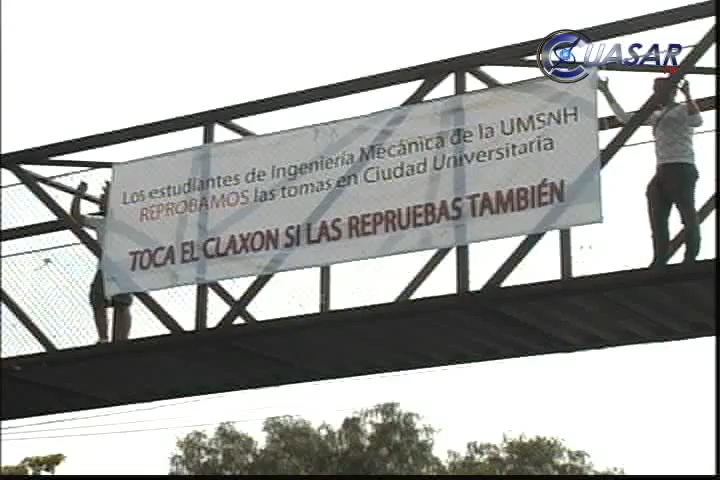 CUASAR
Los estudiantes de Ingeniería Mecánica de la UMSNH
REPROBAMOS las tomas en Ciudad Universitaria
TOCA EL CLAXON SI LAS REPRUEBAS TAMBIÉN